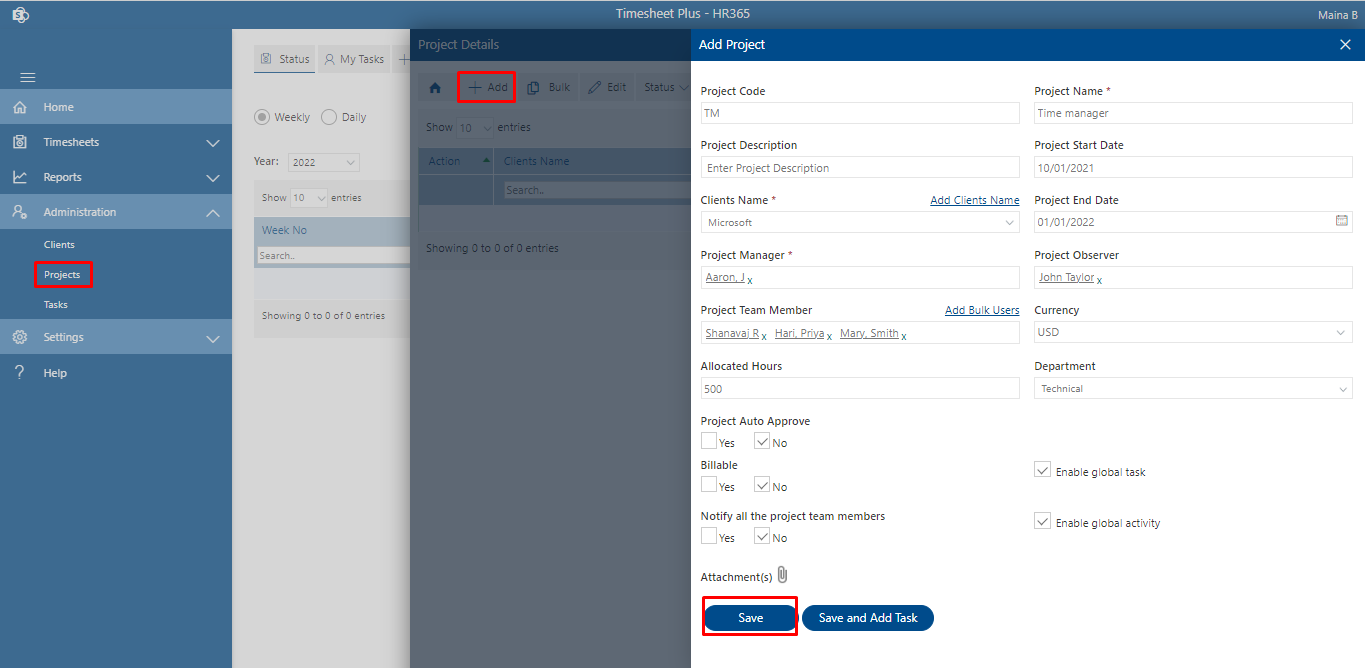 Timesheet Plus - HR365
Maina B
Home
Timesheets
Reports
Administration
Clients
Projects
Tasks
Settings
? Help
Status My Tasks
Weekly Daily
Year: 2022
Show 10 entries
Week No
Search..
Showing 0 to 0 of 0 entries
Project Details
Add Bulk Edit Status
Show 10 entries
Action Clients Name
Search..
Showing 0 to 0 of 0 entries
Add Project
Project Code Project Name *
TM Time manager
Project Description Project Start Date
Enter Project Description 10/01/2021
Clients Name * Add Clients Name Project End Date
Microsoft 01/01/2022
Project Manager * Project Observer
Aaron, J x John Taylor x
Project Team Member Add Bulk Users Currency
Shanavaj R x Hari, Priya x Mary, Smith x USD
Allocated Hours Department
500 Technical
Project Auto Approve
Yes No
Billable
Yes No Enable global task
Notify all the project team members
Yes No Enable global activity
Attachment(s)
Save Save and Add Task